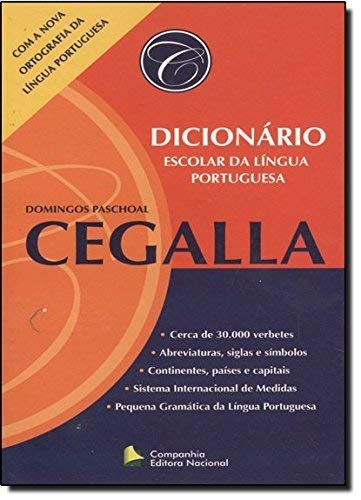 COM A NOVA
ORTOGRAFIA DA
LÍNGUA PORTUGUESA
C
DICIONÁRIO
ESCOLAR DA LÍNGUA
PORTUGUESA
DOMINGOS PASCHOAL
CEGALLA
• Cerca de 30.000 verbetes
• Abreviaturas, siglas e símbolos
• Continentes, países e capitais
• Sistema Internacional de Medidas
• Pequena Gramática da Língua Portuguesa
Companhia
Editora Nacional